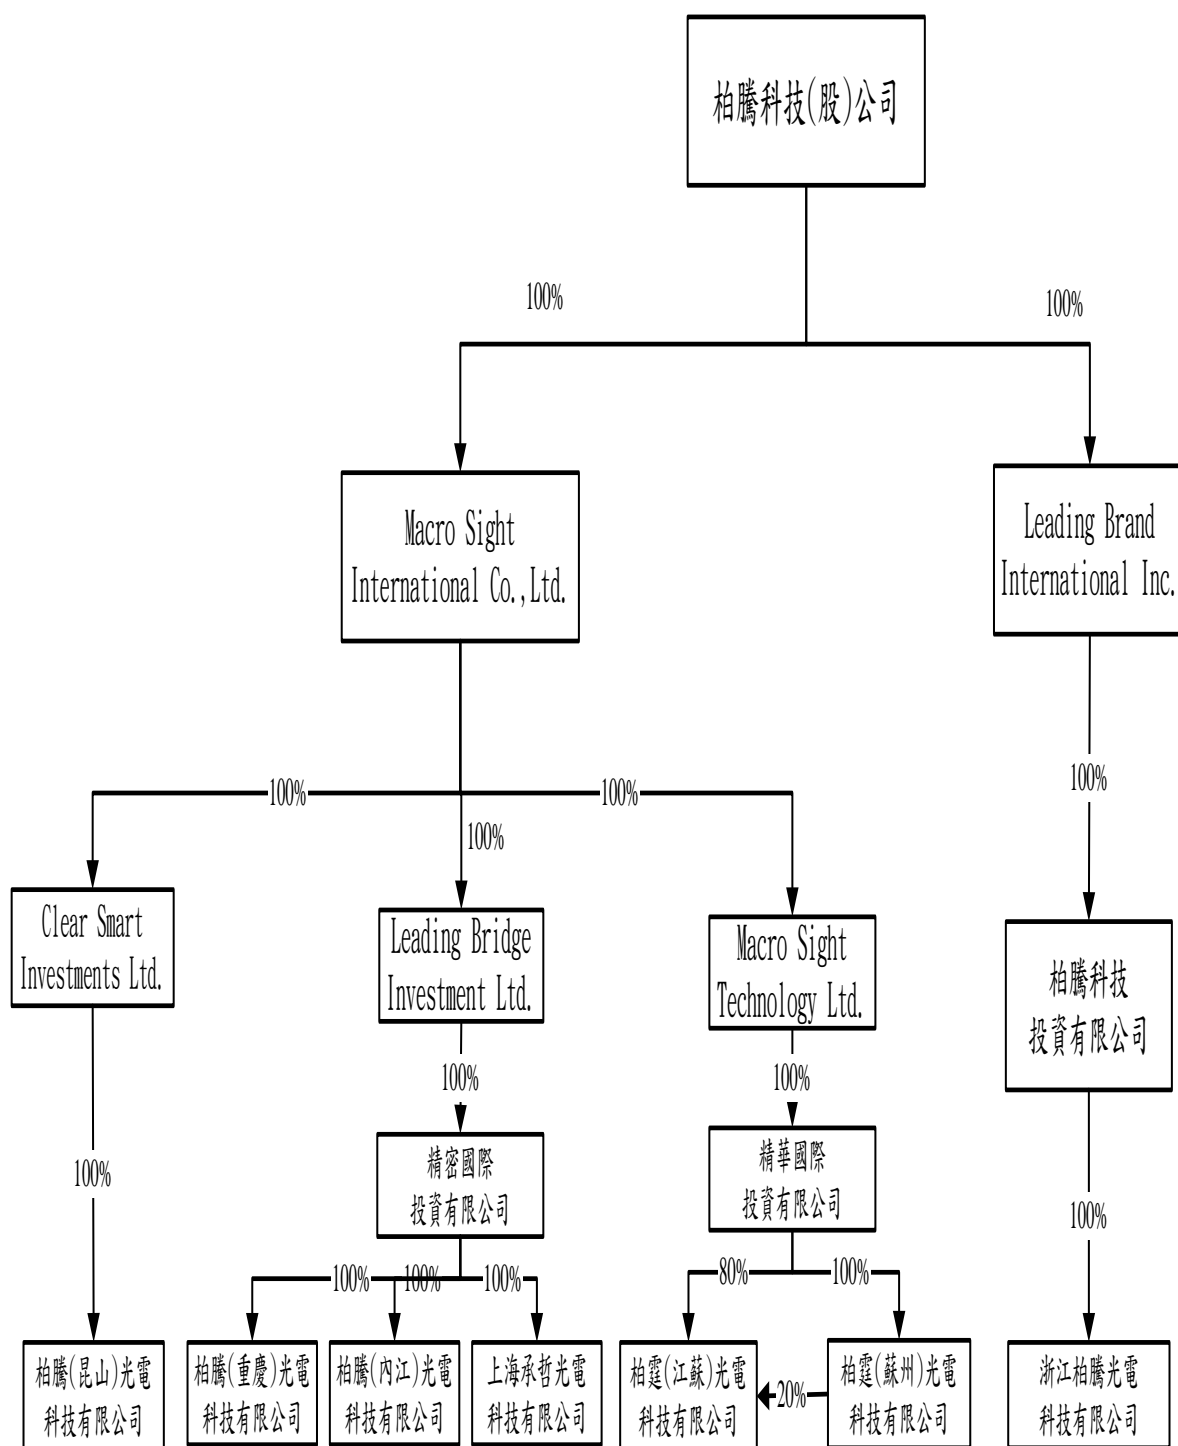 柏騰科技(股)公司
100%
100%
Macro Sight
International Co.,Ltd.
Leading Brand
International Inc.
100%
100%
100%
100%
Clear Smart
Investments Ltd.
Leading Bridge
Investment Ltd.
Macro Sight
Technology Ltd.
柏騰科技
投資有限公司
100%
100%
精密國際
投資有限公司
精華國際
投資有限公司
100%
100%
100%
100%
100%
80%
100%
柏騰(昆山)光電
科技有限公司
柏騰(重慶)光電
科技有限公司
柏騰(內江)光電
科技有限公司
上海承哲光電
科技有限公司
柏霆(江蘇)光電
科技有限公司
20%
柏霆(蘇州)光電
科技有限公司
浙江柏騰光電
科技有限公司